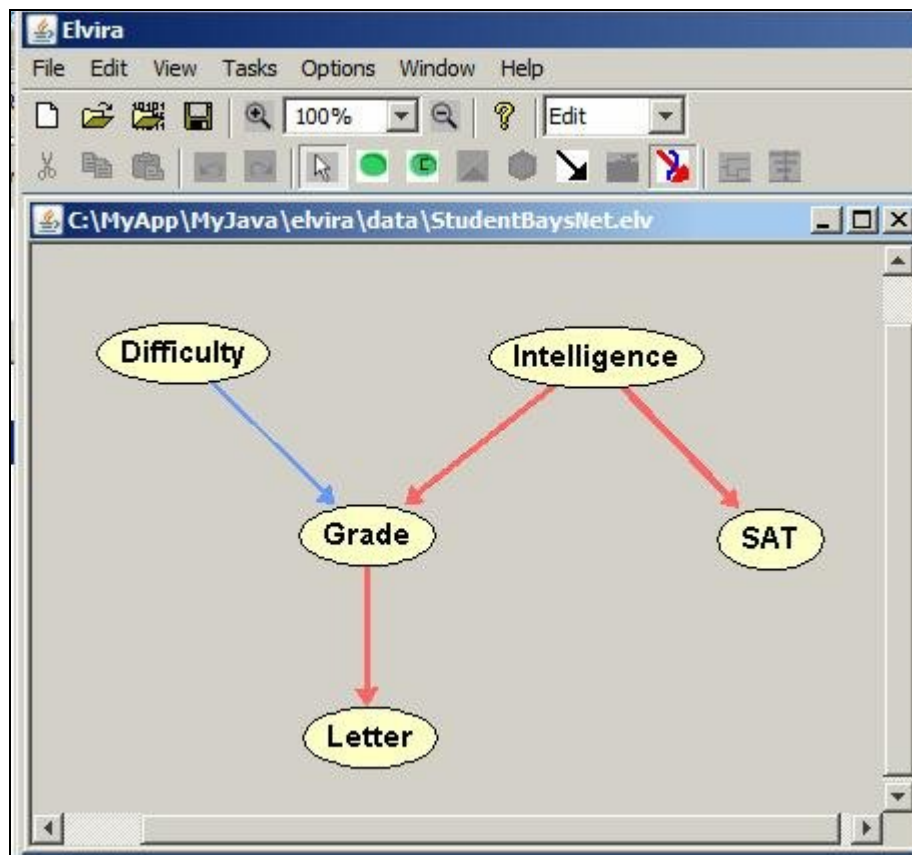 Elvira
File Edit View Tasks Options Window Help
100% Edit
C:\MyApp\MyJava\elvira\data\StudentBaysNet.elv
Difficulty Intelligence
Grade SAT
Letter